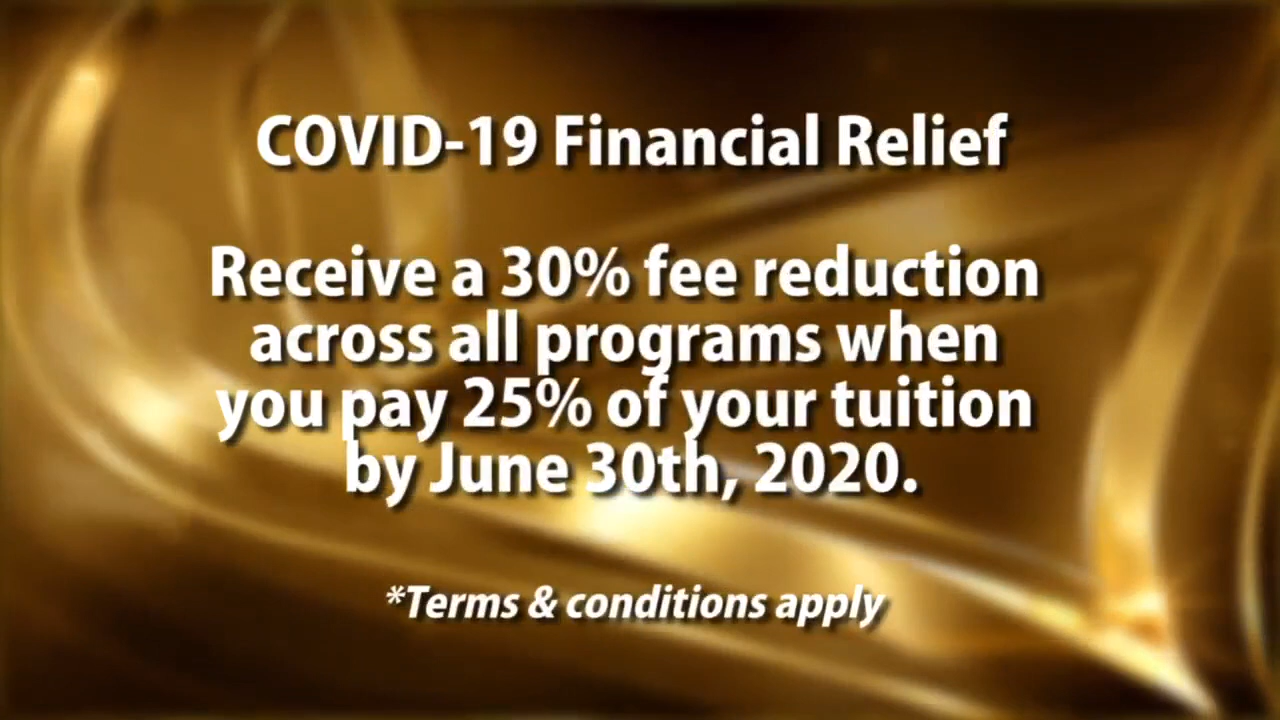 COVID-19 Financial Relief
Receive a 30% fee reduction
across all programs when
you pay 25% of your tuition
by June 30th, 2020.
*Terms & conditions apply